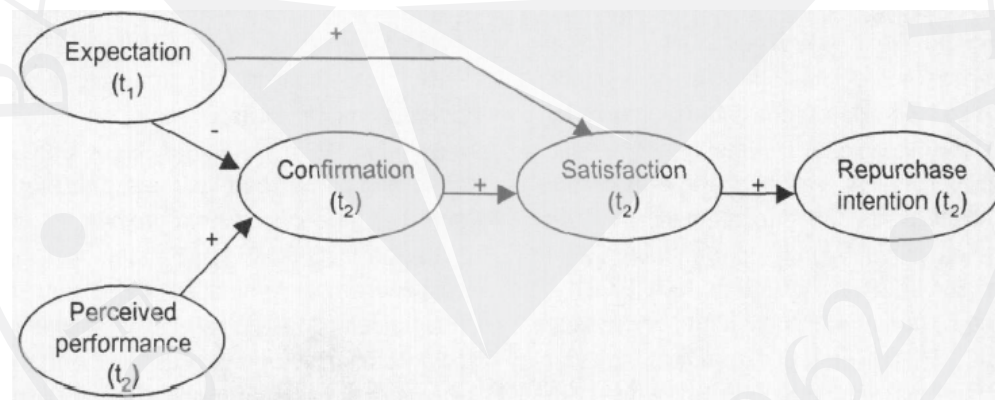 Expectation
(t1)
+
-
Confirmation
(t2)
+
Satisfaction
(t2)
+
Repurchase
intention (t2)
+
Perceived
performance
(t2)